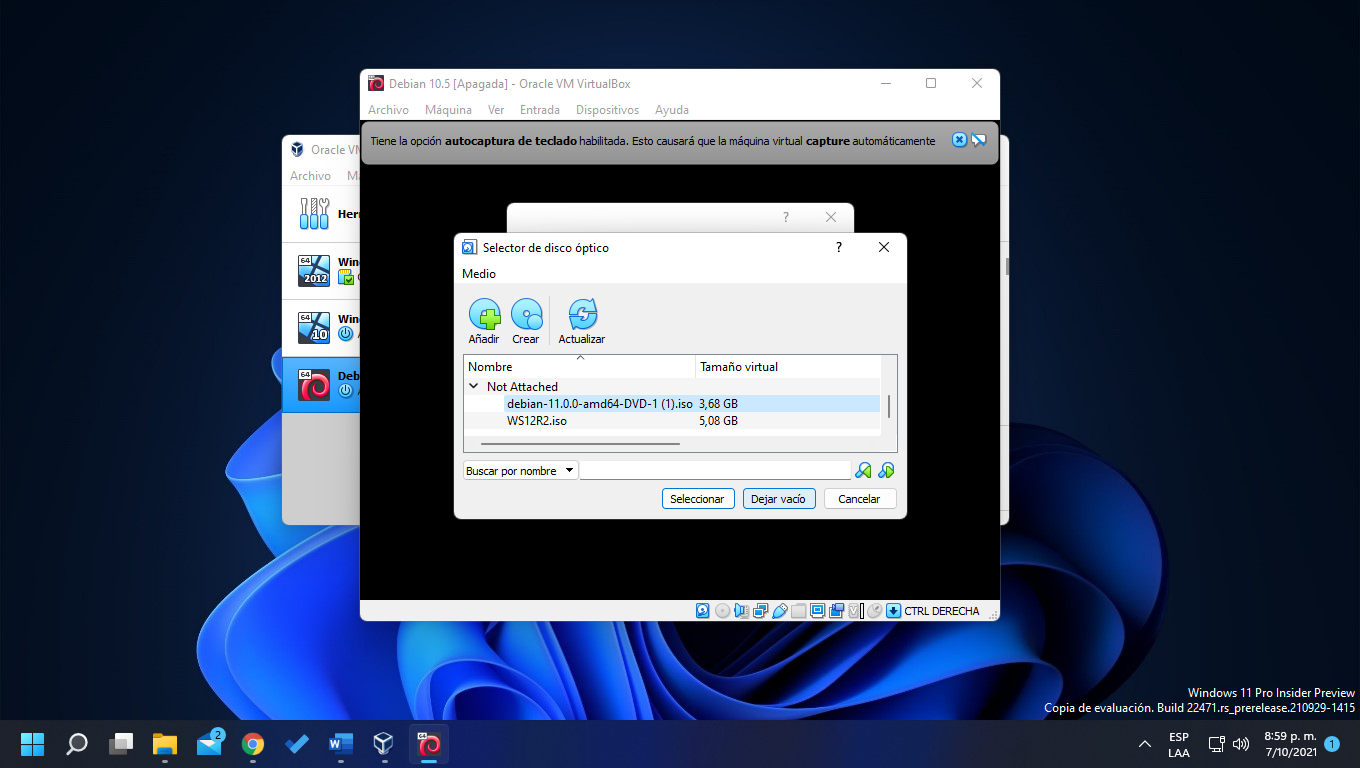 Debian 10.5 [Apagada] - Oracle VM VirtualBox
Archivo Máquina Ver Entrada Dispositivos Ayuda
Tiene la opción autocaptura de teclado habilitada. Esto causará que la máquina virtual capture automáticamente
Oracle VM
Archivo
64
2012
64
10
64
Selector de disco óptico
?
?
Medio
Añadir Crear Actualizar
Nombre Tamaño virtual
Not Attached
debian-11.0.0-amd64-DVD-1 (1).iso 3,68 GB
WS12R2.iso 5,08 GB
Buscar por nombre
Seleccionar Dejar vacío Cancelar
CTRL DERECHA
Windows 11 Pro Insider Preview
Copia de evaluación. Build 22471.rs_prerelease.210929-1415
2
64
ESP
LAA
8:59 p. m.
7/10/2021
1